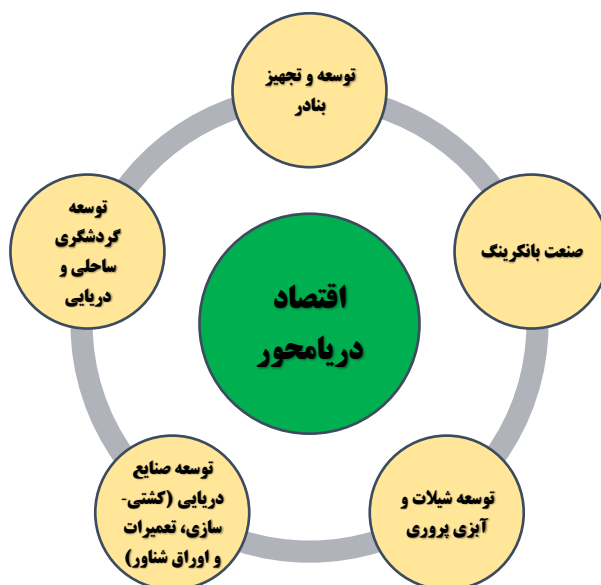 توسعه و تجهیز
بنادر
صنعت بانکرینگ
توسعه شیلات و
آبزی پروری
توسعه صنایع
دریایی (کشتی-
سازی، تعمیرات
و اوراق شناور)
توسعه
گردشگری
ساحلی و
دریایی
اقتصاد
دریامحور